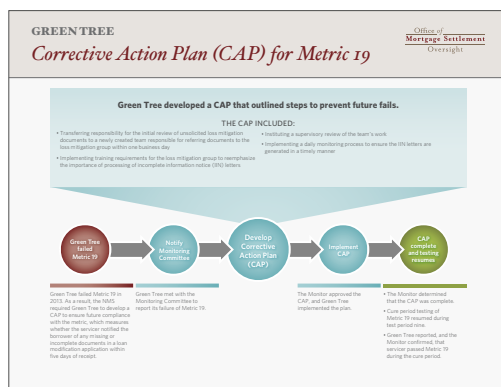 GREEN TREE
Corrective Action Plan (CAP) for Metric 19
Office of
Mortgage Settlement
Oversight
Green Tree developed a CAP that outlined steps to prevent future fails.
THE CAP INCLUDED:
• Transferring responsibility for the initial review of unsolicited loss mitigation
documents to a newly created team responsible for referring documents to the
loss mitigation group within one business day
• Implementing training requirements for the loss mitigation group to reemphasize
the importance of processing of incomplete information notice (IIN) letters
• Instituting a supervisory review of the team's work
• Implementing a daily monitoring process to ensure the IIN letters are
generated in a timely manner
Green Tree
failed
Metric 19
Notify
Monitoring
Committee
Develop
Corrective
Action Plan
(CAP)
Implement
CAP
CAP
complete
and testing
resumes
Green Tree failed Metric 19 in
2013. As a result, the NMS
required Green Tree to develop a
CAP to ensure future compliance
with the metric, which measures
whether the servicer notified the
borrower of any missing or
incomplete documents in a loan
modification application within
five days of receipt.
Green Tree met with the
Monitoring Committee to
report its failure of Metric 19.
The Monitor approved the
CAP, and Green Tree
implemented the plan.
• The Monitor determined
that the CAP was complete.
• Cure period testing of
Metric 19 resumed during
test period nine.
• Green Tree reported, and the
Monitor confirmed, that
servicer passed Metric 19
during the cure period.